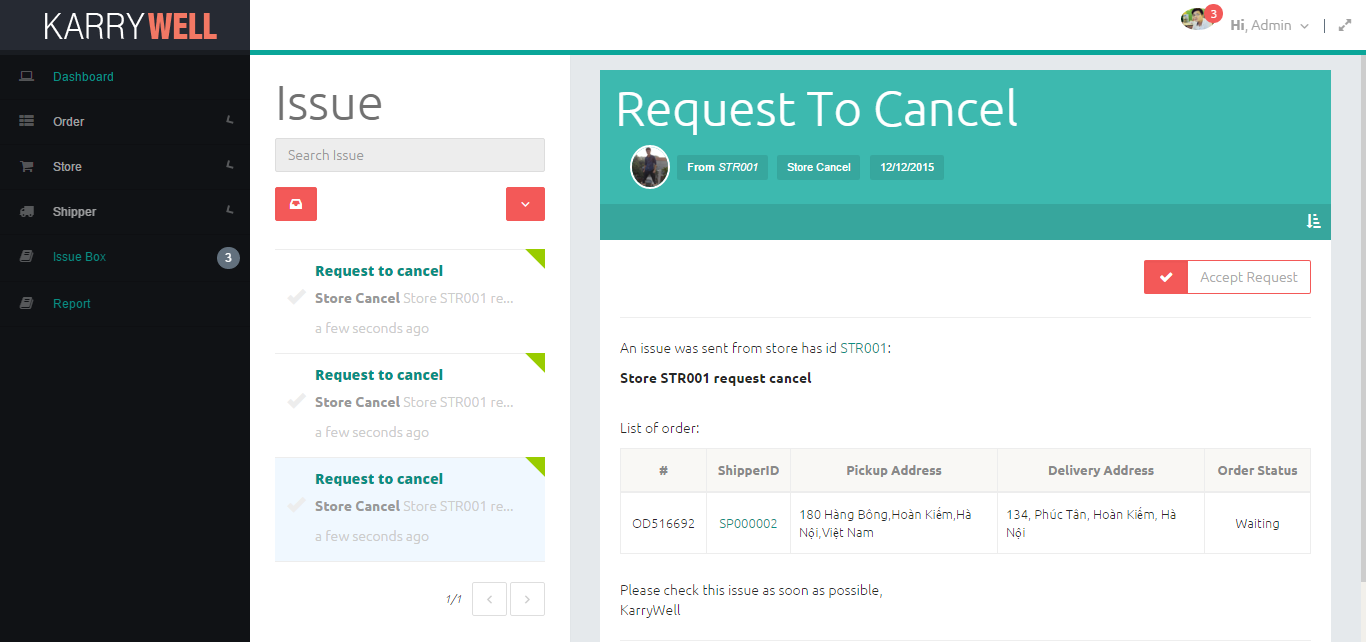 KARRYWELL
3
Hi, Admin
Dashboard
Order
Store
Shipper
Issue Box
3
Report
Issue
Search Issue
Request to cancel
Store Cancel Store STR001 re...
a few seconds ago
Request to cancel
Store Cancel Store STR001 re...
a few seconds ago
Request to cancel
Store Cancel Store STR001 re...
a few seconds ago
1/1
Request To Cancel
From STR001 Store Cancel 12/12/2015
Accept Request
An issue was sent from store has id STR001:
Store STR001 request cancel
List of order:
# ShipperID Pickup Address Delivery Address Order Status
OD516692 SP000002 180 Hàng Bông,Hoàn Kiếm,Hà Nội,Việt Nam 134, Phúc Tân, Hoàn Kiếm, Hà Nội Waiting
Please check this issue as soon as possible,
KarryWell